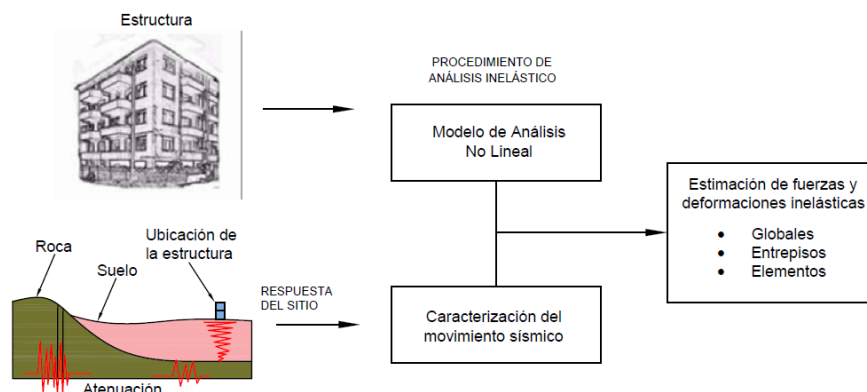 Estructura
PROCEDIMIENTO DE
ANÁLISIS INELÁSTICO
Modelo de Análisis
No Lineal
Estimación de fuerzas y
deformaciones inelásticas
• Globales
• Entrepisos
• Elementos
Roca
Suelo
Ubicación de
la estructura
RESPUESTA
DEL SITIO
Caracterización del
movimiento sísmico
Atenuación